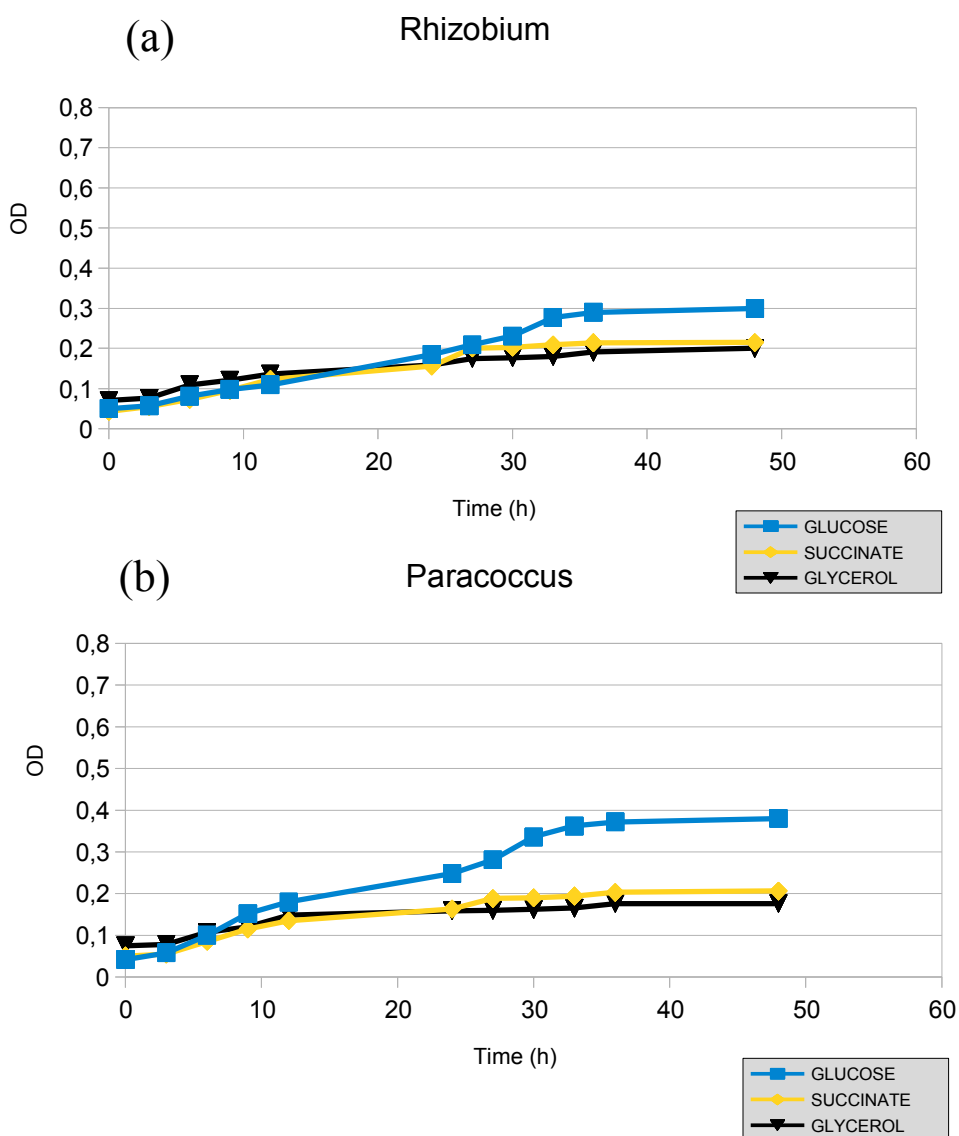 (a)
Rhizobium
0,8
0,7
0,6
0,5
0,4
0,3
0,2
0,1
0
OD
0 10 20 30 40 50 60
Time (h)
GLUCOSE
SUCCINATE
GLYCEROL
(b)
Paracoccus
0,8
0,7
0,6
0,5
0,4
0,3
0,2
0,1
0
OD
0 10 20 30 40 50 60
Time (h)
GLUCOSE
SUCCINATE
GLYCEROL